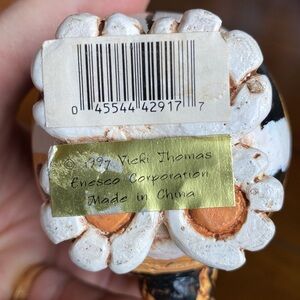 0 45544 42917 7
© 1997 Vicki Thomas
Enesco Corporation
Made in China